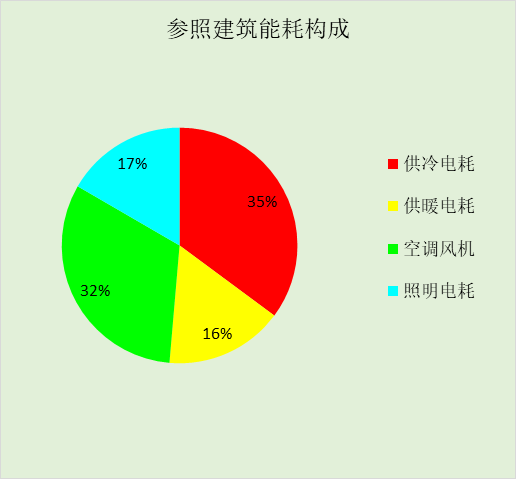 参照建筑能耗构成
17%
35%
32%
16%
供冷电耗
供暖电耗
空调风机
照明电耗